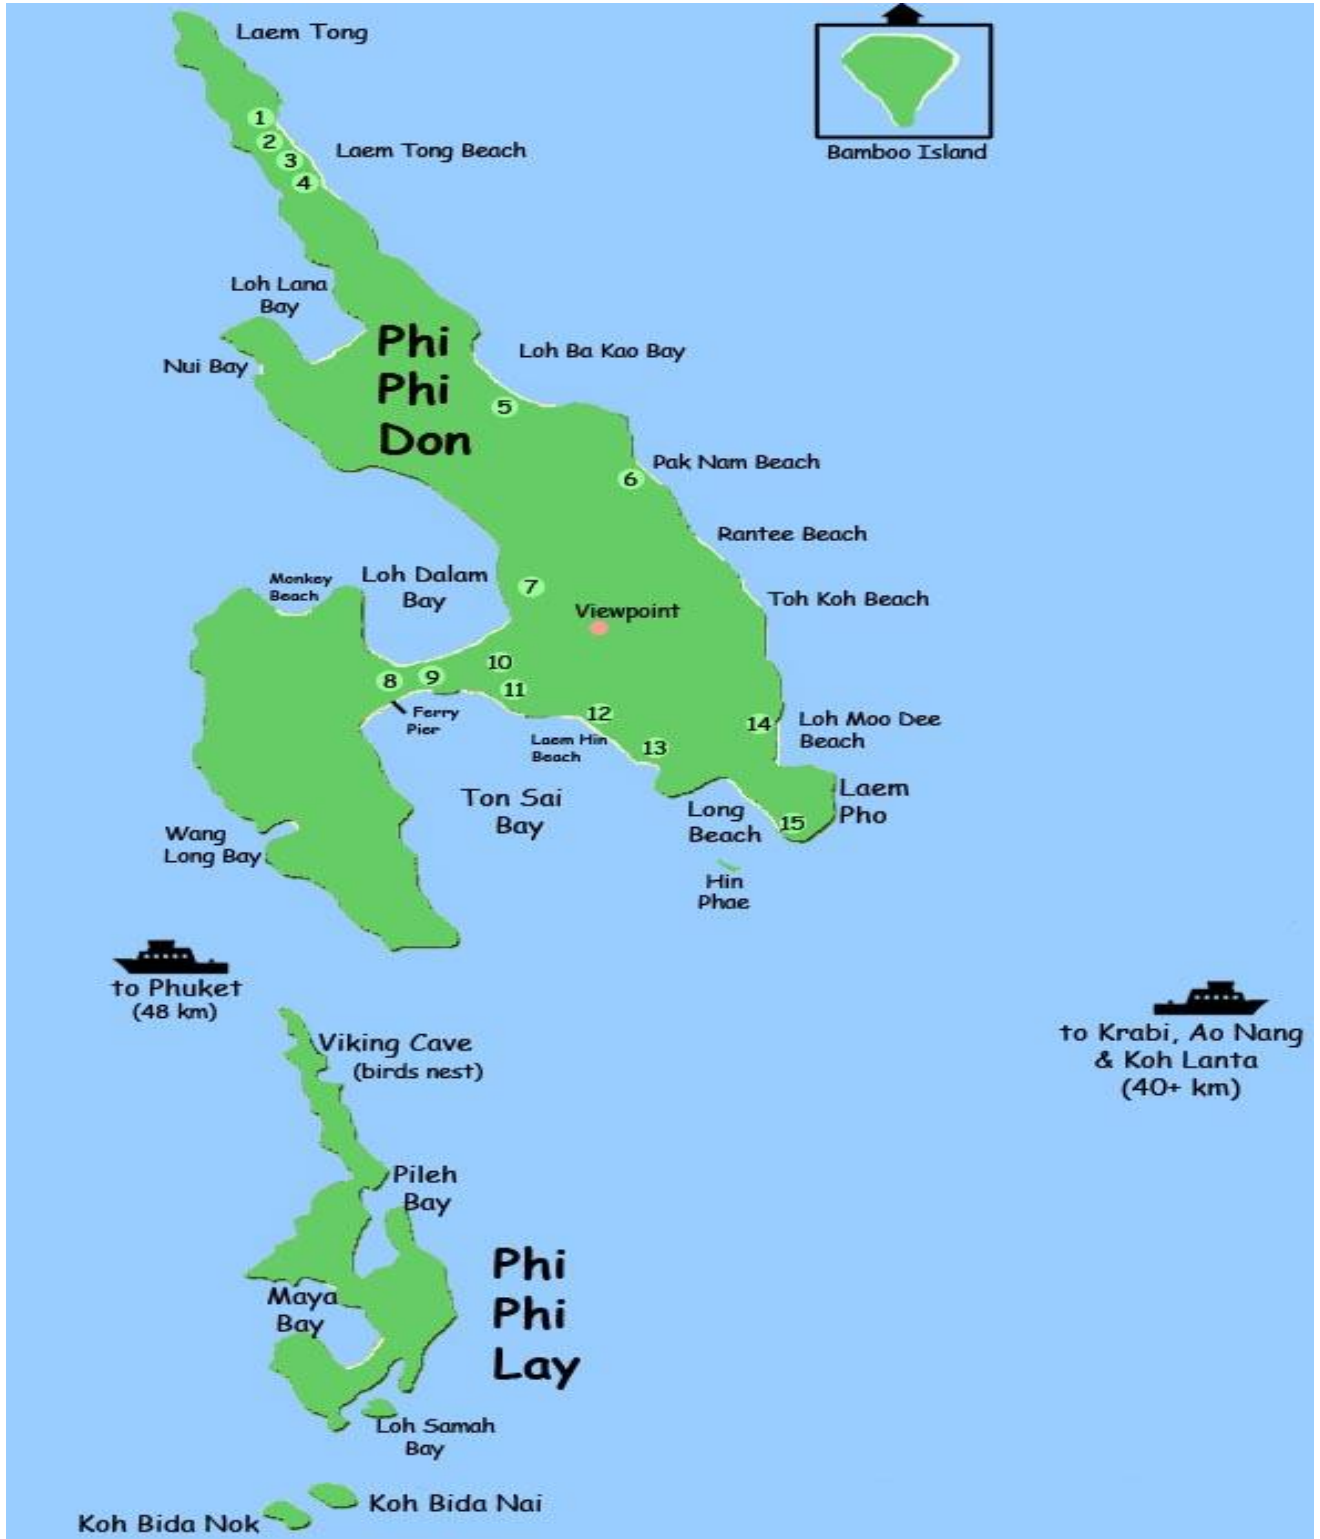 Laem Tong
Bamboo Island
1
2
3
4
Laem Tong Beach
Loh Lana
Bay
Nui Bay
Phi
Phi
Don
Loh Ba Kao Bay
5
Pak Nam Beach
6
Rantee Beach
Monkey
Beach
Loh Dalam
Bay
7
Toh Koh Beach
Viewpoint
8
9
10
11
12
13
14
Ferry
Pier
Laem Hin
Beach
Loh Moo Dee
Beach
Ton Sai
Bay
Long
Beach
15
Laem
Pho
Wang
Long Bay
Hin
Phae
to Phuket
(48 km)
to Krabi, Ao Nang
& Koh Lanta
(40+ km)
Viking Cave
(birds nest)
Pileh
Bay
Phi
Phi
Lay
Maya
Bay
Loh Samah
Bay
Koh Bida Nai
Koh Bida Nok